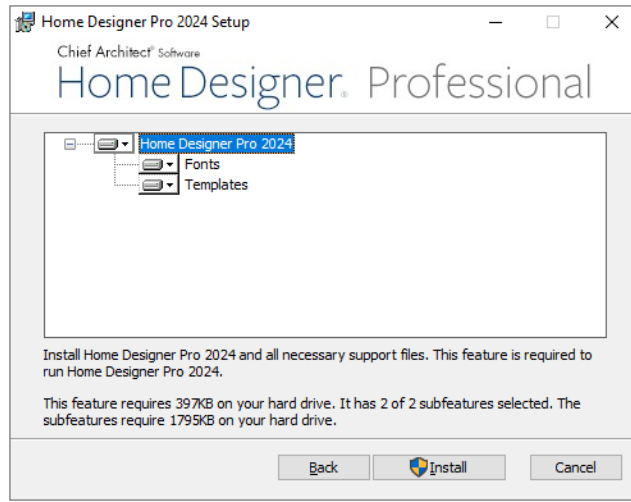 Home Designer Pro 2024 Setup
Chief Architect® Software
Home Designer® Professional
Home Designer Pro 2024
Fonts
Templates
Install Home Designer Pro 2024 and all necessary support files. This feature is required to
run Home Designer Pro 2024.
This feature requires 397KB on your hard drive. It has 2 of 2 subfeatures selected. The
subfeatures require 1795KB on your hard drive.
Back Install Cancel